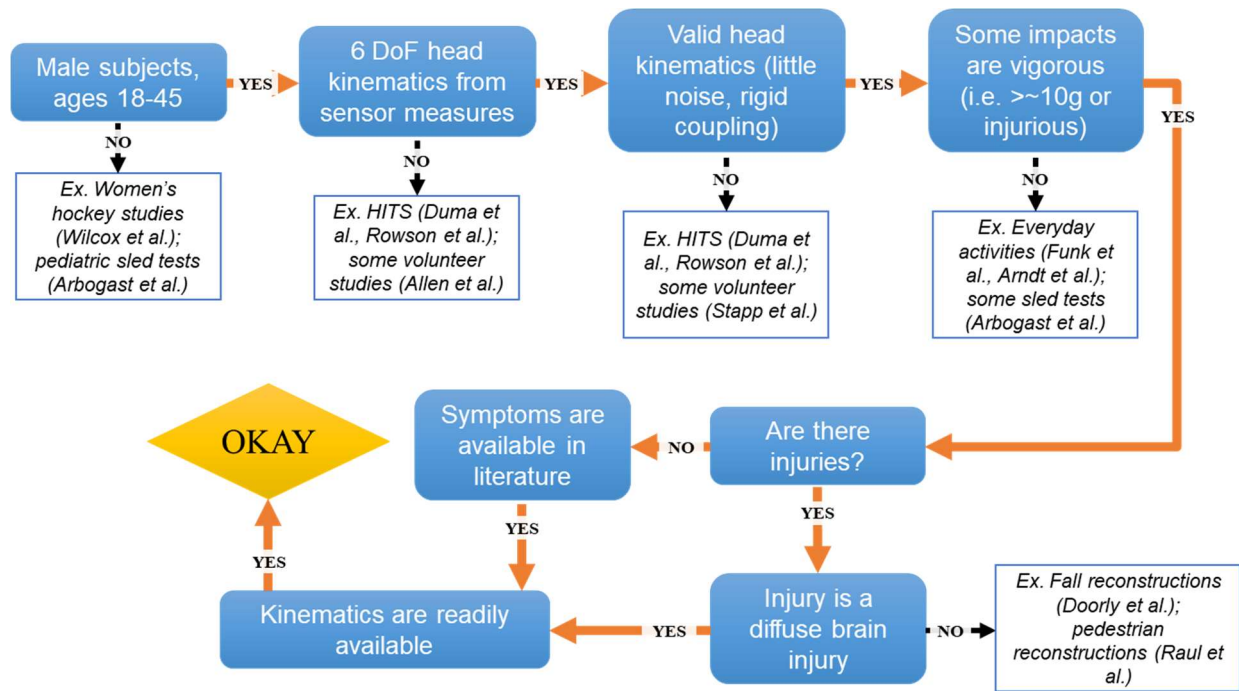 Male subjects,
ages 18-45
YES
6 DoF head
kinematics from
sensor measures
YES
Valid head
kinematics (little
noise, rigid
coupling)
YES
Some impacts
are vigorous
(i.e. >~10g or
injurious)
YES
NO
Ex. Women's
hockey studies
(Wilcox et al.);
pediatric sled tests
(Arbogast et al.)
NO
Ex. HITS (Duma et
al., Rowson et al.);
some volunteer
studies (Allen et al.)
NO
Ex. HITS (Duma et
al., Rowson et al.);
some volunteer
studies (Stapp et al.)
NO
Ex. Everyday
activities (Funk et
al., Arndt et al.);
some sled tests
(Arbogast et al.)
Are there
injuries?
NO
Symptoms are
available in
literature
YES
YES
Injury is a
diffuse brain
injury
NO
Ex. Fall reconstructions
(Doorly et al.);
pedestrian
reconstructions (Raul et
al.)
YES
Kinematics are readily
available
YES
OKAY